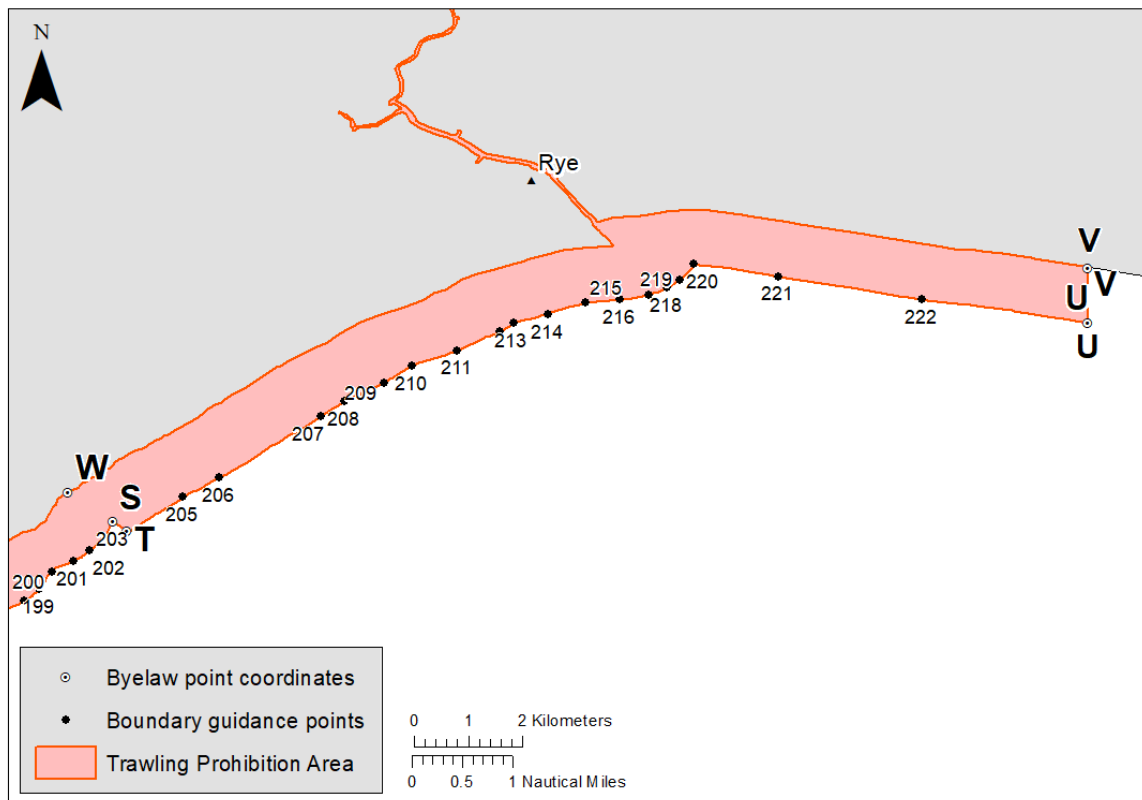 N
Rye
V
V
U
U
215
219
220
221
222
216
218
213
214
211
210
209
208
207
206
205
W
S
T
203
202
201
200
199
Byelaw point coordinates
Boundary guidance points
Trawling Prohibition Area
0 1 2 Kilometers
0 0.5 1 Nautical Miles